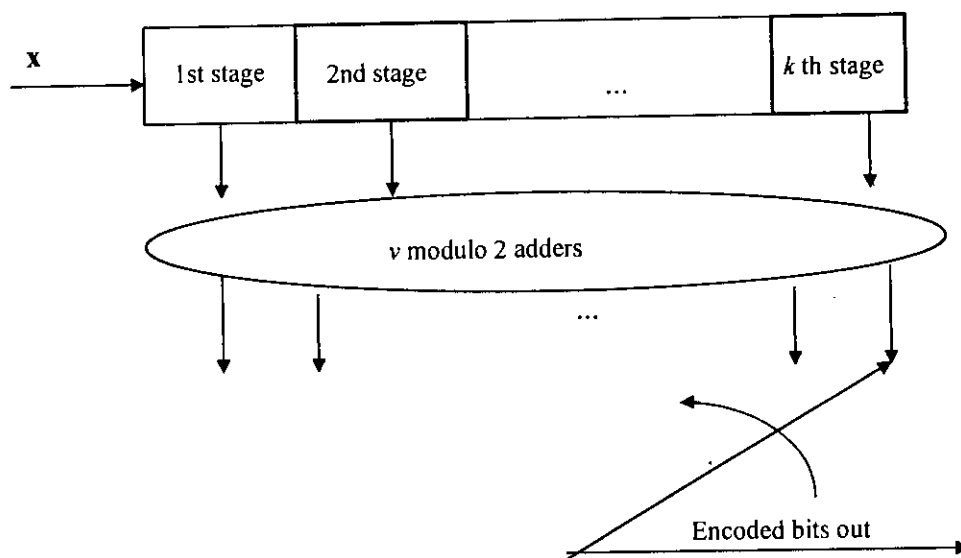 x
1st stage
2nd stage
...
k th stage
v modulo 2 adders
...
Encoded bits out